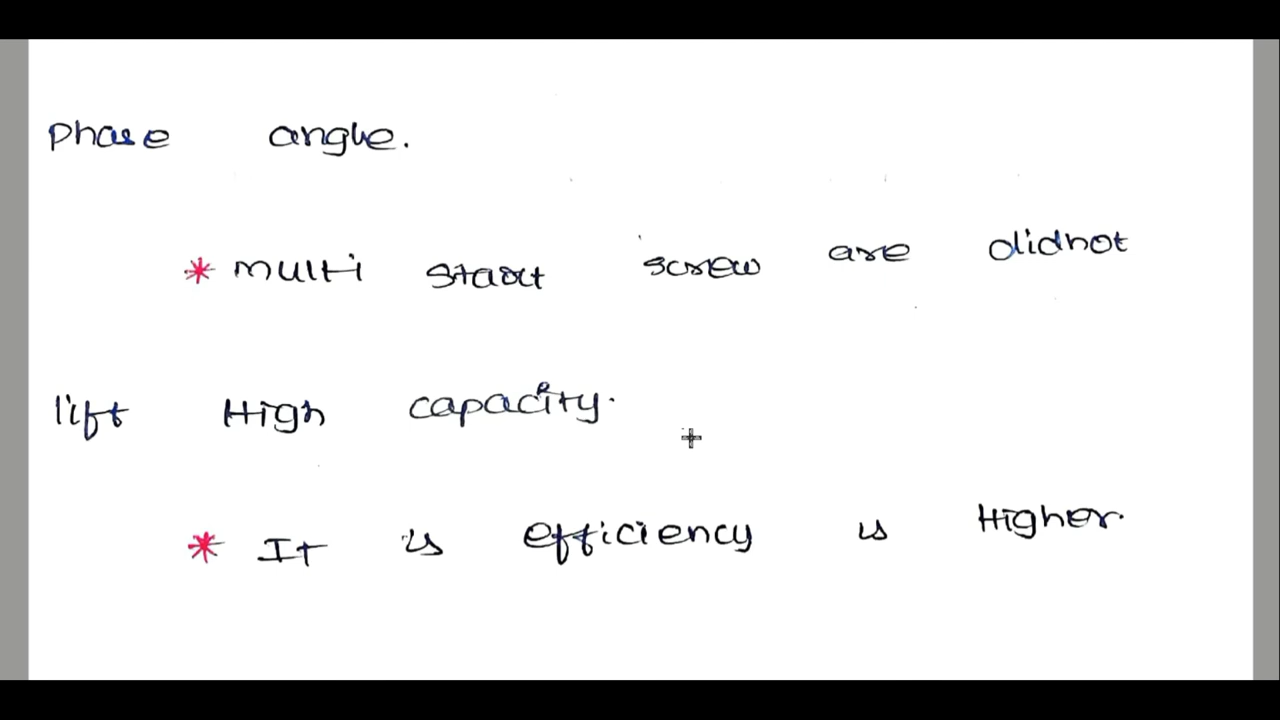 Phase angle.
* multi start screw are didnot
lift High capacity.
* It is efficiency is Higher.